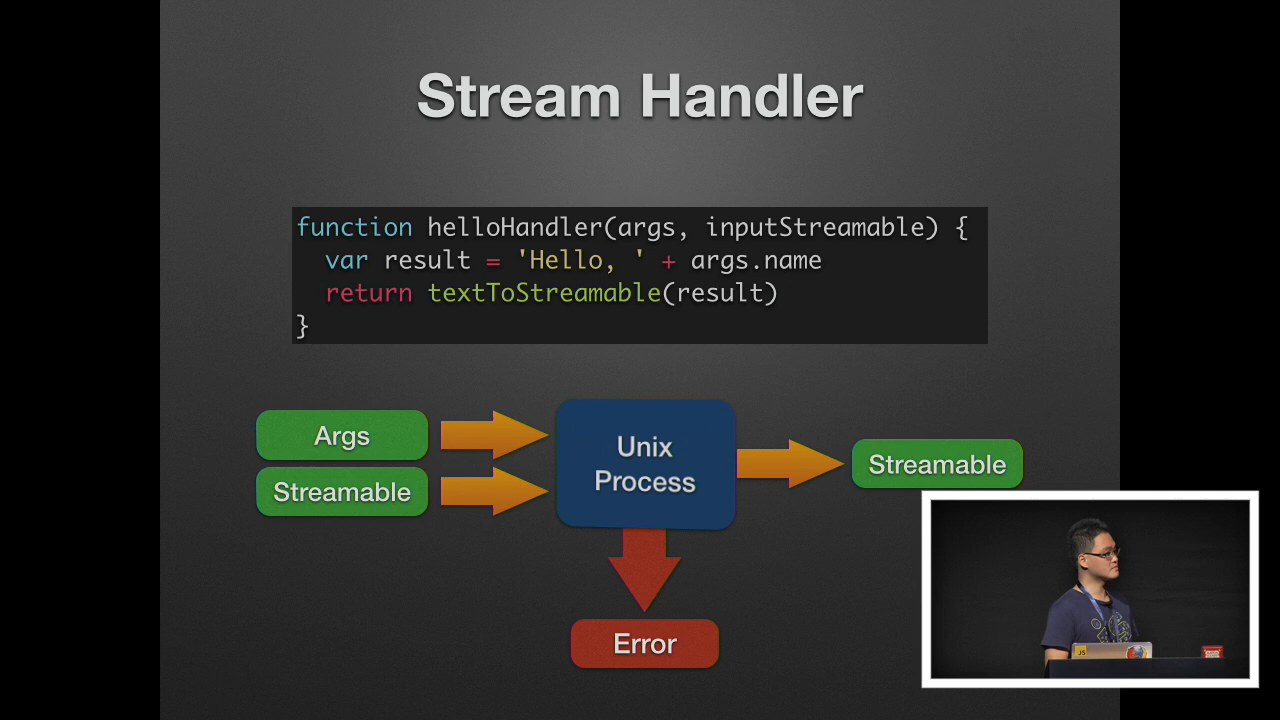 Stream Handler
function helloHandler(args, inputStreamable) {
  var result = 'Hello, ' + args.name
  return textToStreamable(result)
}
Args
Streamable
Unix
Process
Streamable
Error
JS